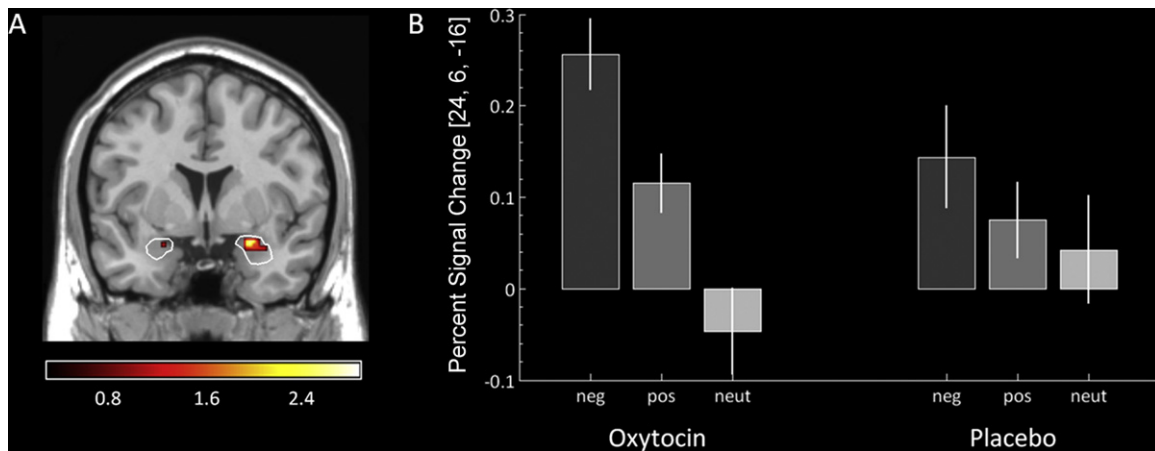 A
0.8 1.6 2.4
B
Percent Signal Change [24, 6, -16]
0.3
0.2
0.1
0
-0.1
neg pos neut neg pos neut
Oxytocin Placebo